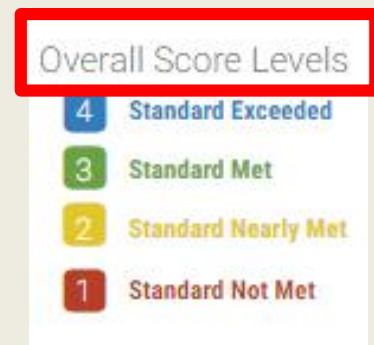 Overall Score Levels
4 Standard Exceeded
3 Standard Met
2 Standard Nearly Met
1 Standard Not Met